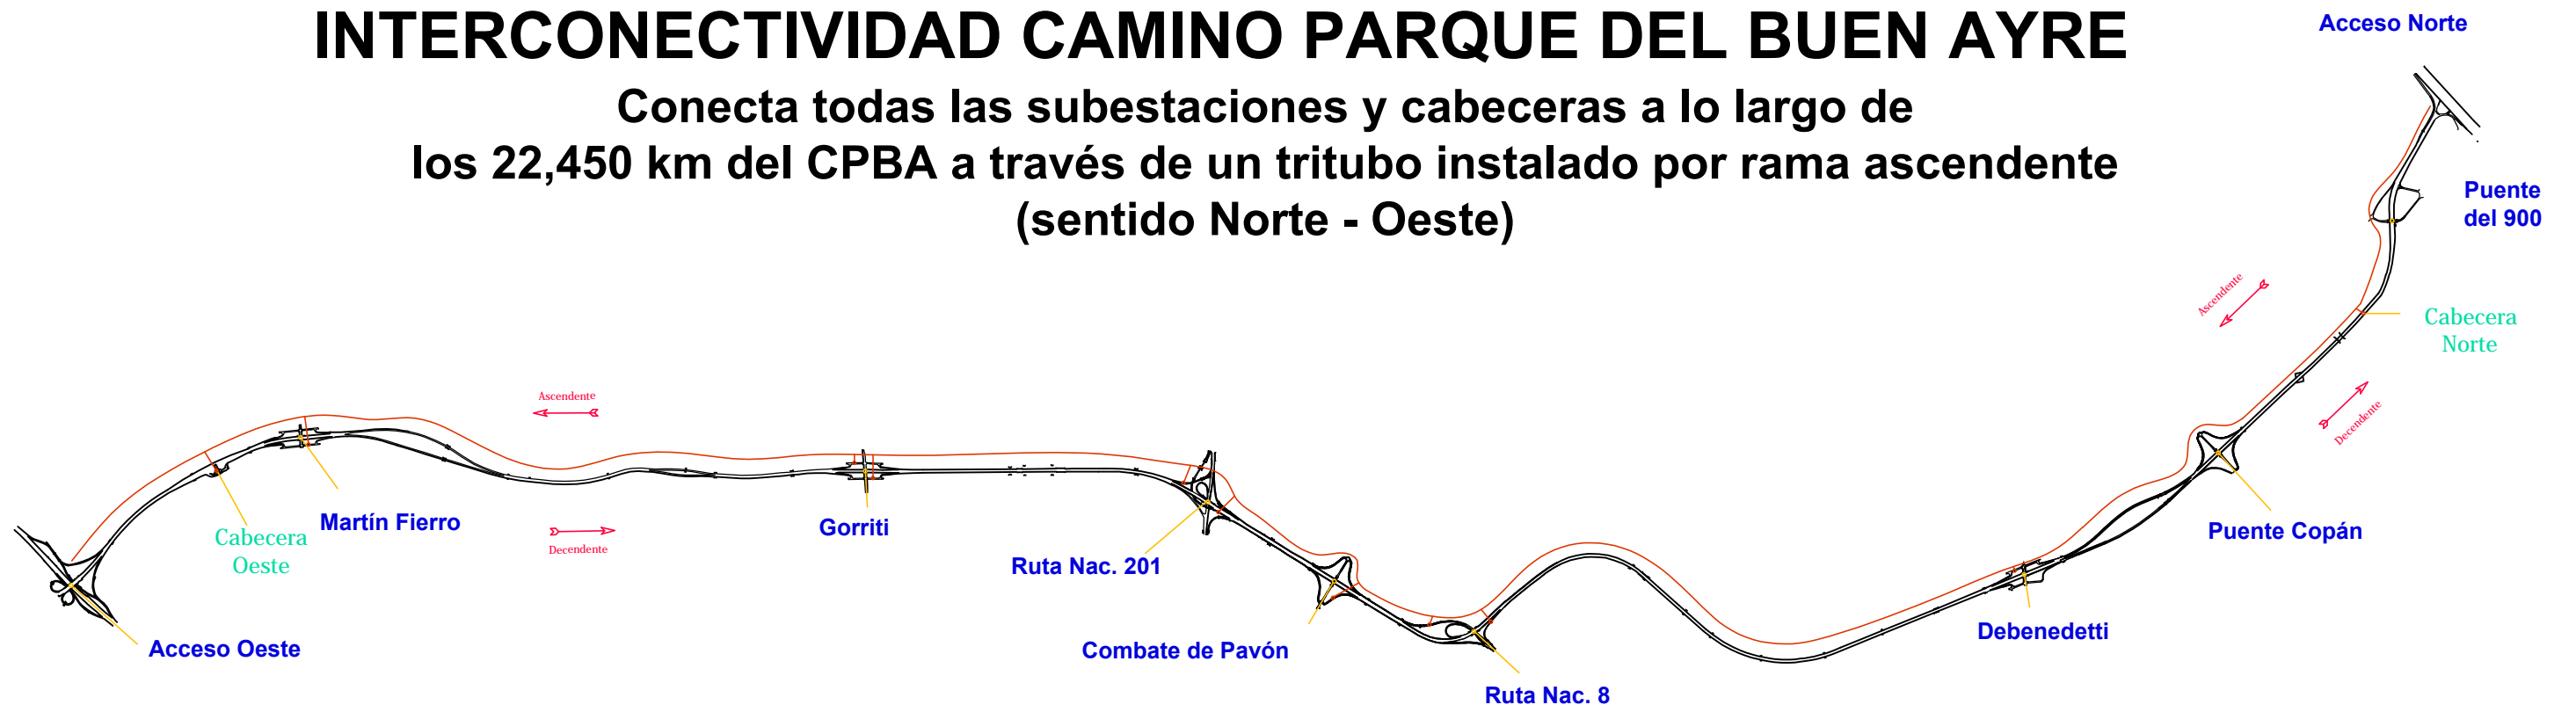 INTERCONECTIVIDAD CAMINO PARQUE DEL BUEN AYRE
Conecta todas las subestaciones y cabeceras a lo largo de
los 22,450 km del CPBA a través de un tritubo instalado por rama ascendente
(sentido Norte - Oeste)
Acceso Norte
Puente
del 900
Ascendente
Cabecera
Norte
Decendente
Ascendente
Martín Fierro
Cabecera
Oeste
Decendente
Gorriti
Ruta Nac. 201
Puente Copán
Acceso Oeste
Combate de Pavón
Debenedetti
Ruta Nac. 8